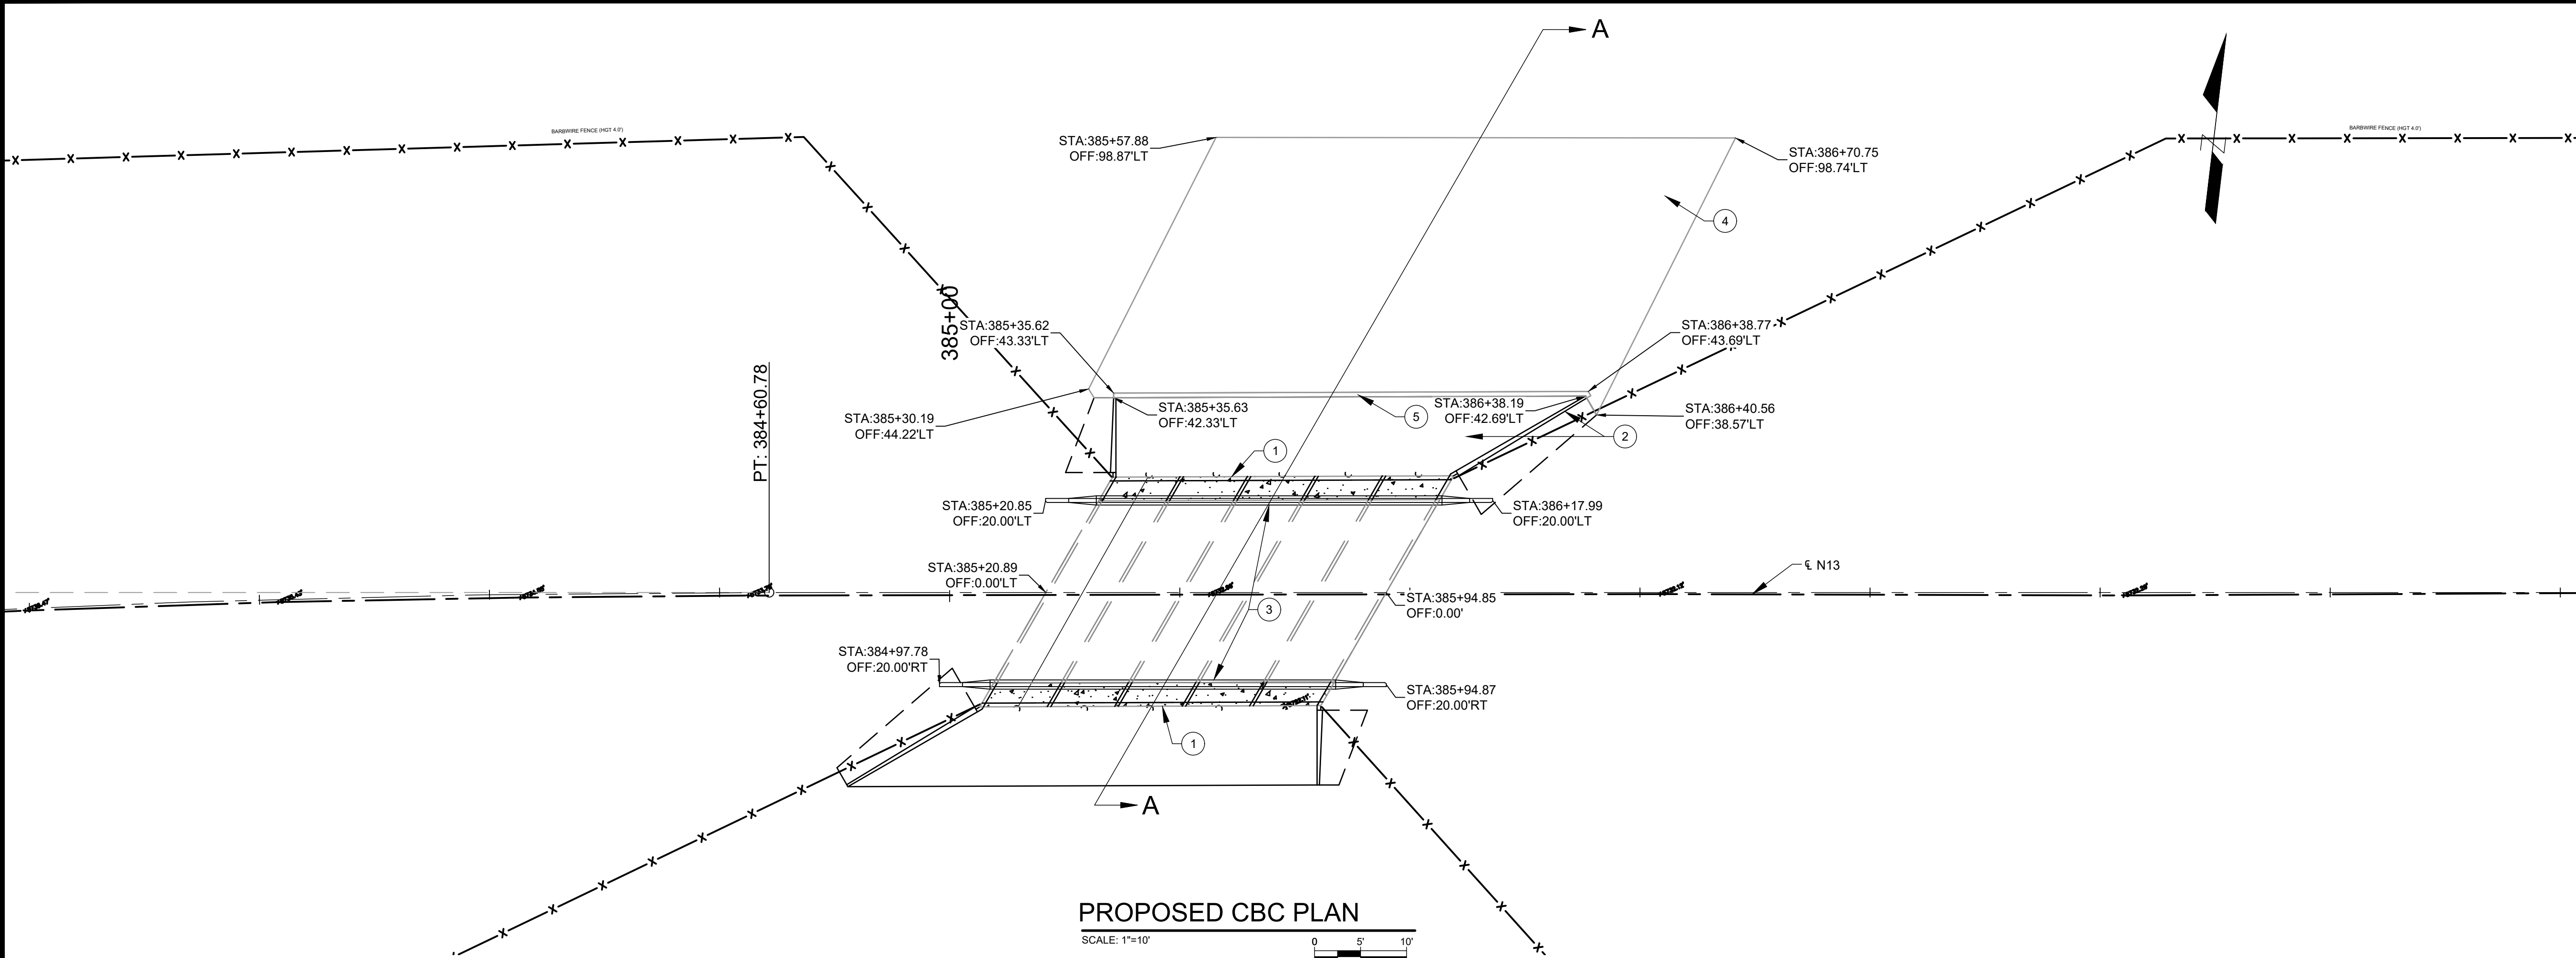 A
BARBWIRE FENCE (HGT 4.0')
BARBWIRE FENCE (HGT 4.0')
STA:385+57.88
OFF:98.87'LT
STA:386+70.75
OFF:98.74'LT
4
385+00
STA:385+35.62
OFF:43.33'LT
STA:386+38.77
OFF:43.69'LT
PT: 384+60.78
STA:385+30.19
OFF:44.22'LT
STA:385+35.63
OFF:42.33'LT
5
STA:386+38.19
OFF:42.69'LT
STA:386+40.56
OFF:38.57'LT
2
1
STA:385+20.85
OFF:20.00'LT
STA:386+17.99
OFF:20.00'LT
STA:385+20.89
OFF:0.00'LT
℄ N13
STA:385+94.85
OFF:0.00'
3
STA:384+97.78
OFF:20.00'RT
STA:385+94.87
OFF:20.00'RT
1
A
PROPOSED CBC PLAN
SCALE: 1"=10'
0 5' 10'